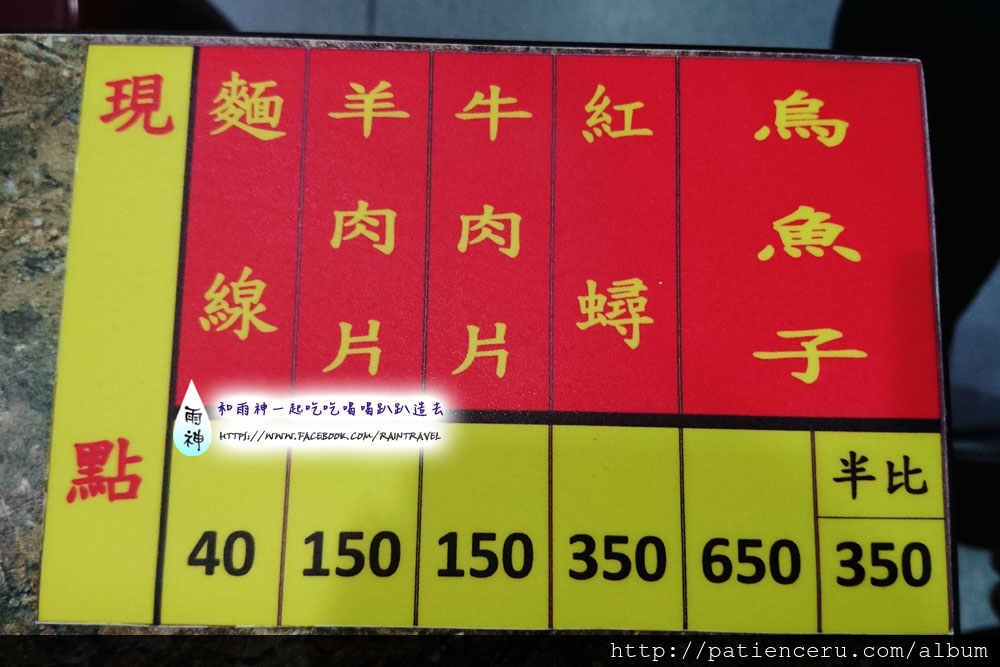 現點
麵線
羊肉片
牛肉片
紅蟳
烏魚子
半比
40
150
150
350
650
350
雨神
和雨神一起吃吃喝喝趴趴造去
HTTPS://WWW.FACEBOOK.COM/RAINTRAVEL
http://patienceru.com/album